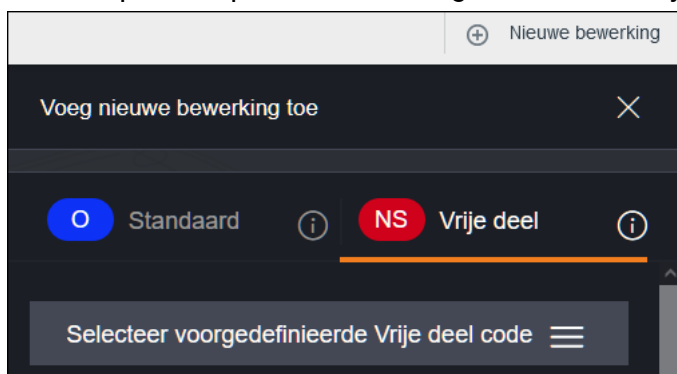 Nieuwe bewerking
Voeg nieuwe bewerking toe
O Standaard NS Vrije deel
Selecteer voorgedefinieerde Vrije deel code